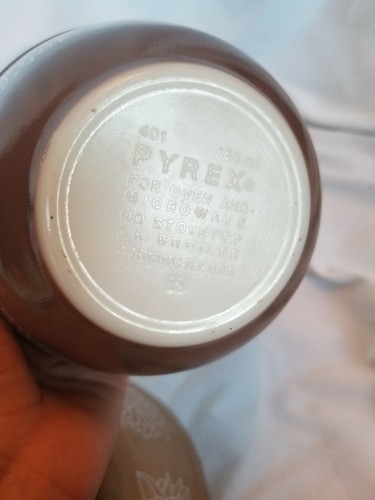 401 750 ml
PYREX®
FOR OVEN AND
MICROWAVE
NO STOVETOP
OR BROILER